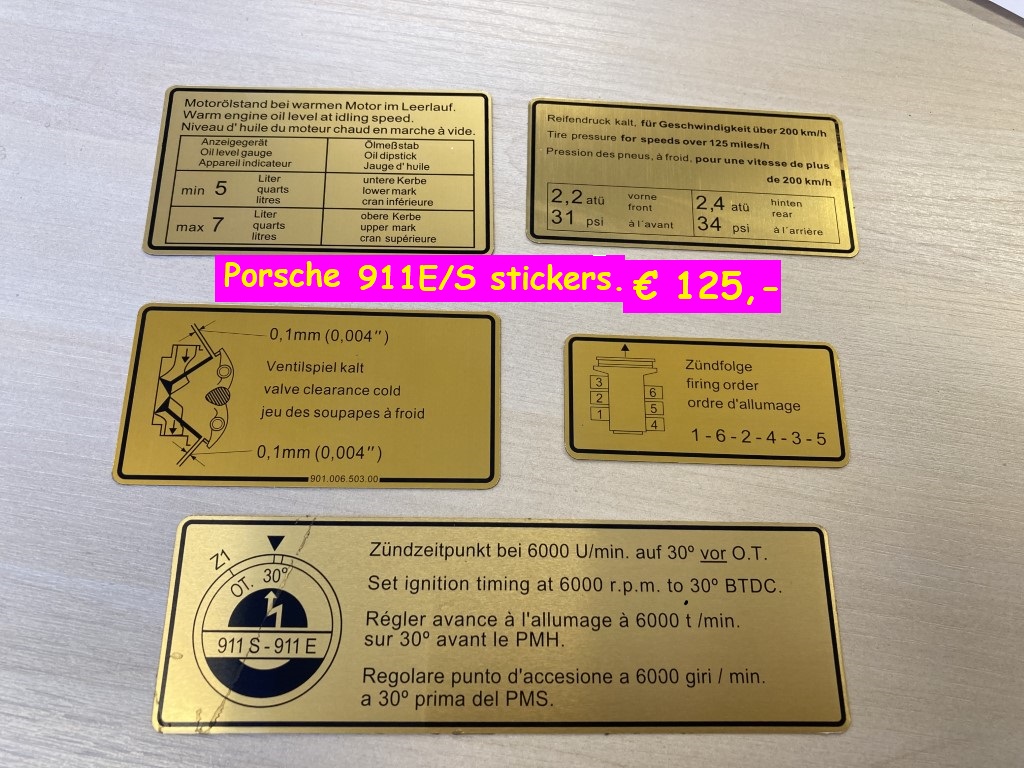 Motorölstand bei warmen Motor im Leerlauf.
Warm engine oil level at idling speed.
Niveau d' huile du moteur chaud en marche à vide.
Anzeigegerät
Oil level gauge
Appareil indicateur
Ölmeßstab
Oil dipstick
Jauge d' huile
min 5
Liter
quarts
litres
untere Kerbe
lower mark
cran inférieure
max 7
Liter
quarts
litres
obere Kerbe
upper mark
cran supérieure
Reifendruck kalt, für Geschwindigkeit über 200 km/h
Tire pressure for speeds over 125 miles/h
Pression des pneus, à froid, pour une vitesse de plus
de 200 km/h
2,2 atü
31 psi
vorne
front
à l'avant
2,4 atü
34 psi
hinten
rear
à l'arrière
Porsche 911E/S stickers. € 125,-
0,1mm (0,004")
Ventilspiel kalt
valve clearance cold
jeu des soupapes à froid
0,1mm (0,004")
901.006.503.00
3
2
1
6
5
4
Zündfolge
firing order
ordre d'allumage
1 - 6 - 2 - 4 - 3 - 5
Z1
OT. 30º
911 S - 911 E
Zündzeitpunkt bei 6000 U/min. auf 30º vor O.T.
Set ignition timing at 6000 r.p.m. to 30º BTDC.
Régler avance à l'allumage à 6000 t /min.
sur 30º avant le PMH.
Regolare punto d'accesione a 6000 giri / min.
a 30º prima del PMS.